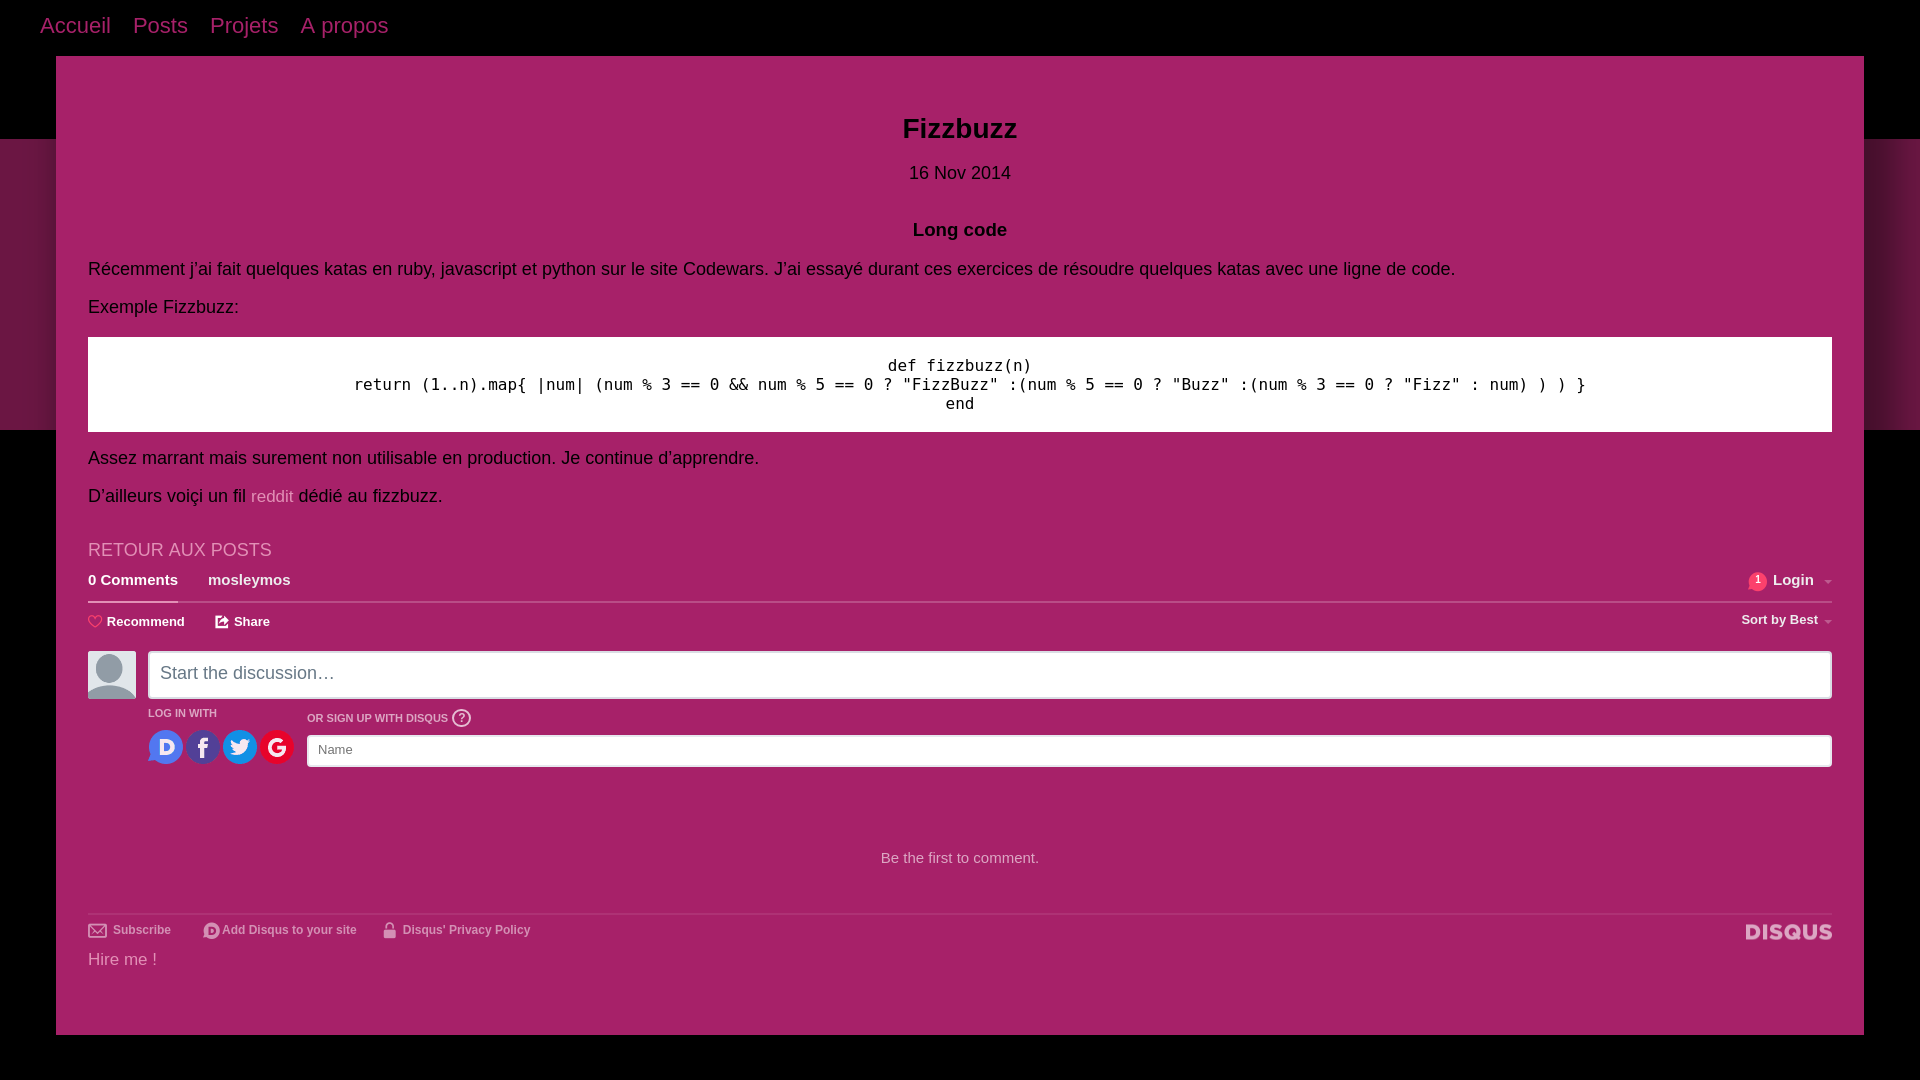 Accueil Posts Projets A propos
Fizzbuzz
16 Nov 2014
Long code
Récemment j’ai fait quelques katas en ruby, javascript et python sur le site Codewars. J’ai essayé durant ces exercices de résoudre quelques katas avec une ligne de code.
Exemple Fizzbuzz:
def fizzbuzz(n)
return (1..n).map{ |num| (num % 3 == 0 && num % 5 == 0 ? "FizzBuzz" :(num % 5 == 0 ? "Buzz" :(num % 3 == 0 ? "Fizz" : num) ) ) }
end
Assez marrant mais surement non utilisable en production. Je continue d’apprendre.
D’ailleurs voiçi un fil reddit dédié au fizzbuzz.
RETOUR AUX POSTS
0 Comments mosleymos 1 Login
Recommend Share Sort by Best
Start the discussion…
LOG IN WITH
OR SIGN UP WITH DISQUS ?
Name
Be the first to comment.
Subscribe Add Disqus to your site Disqus' Privacy Policy DISQUS
Hire me !